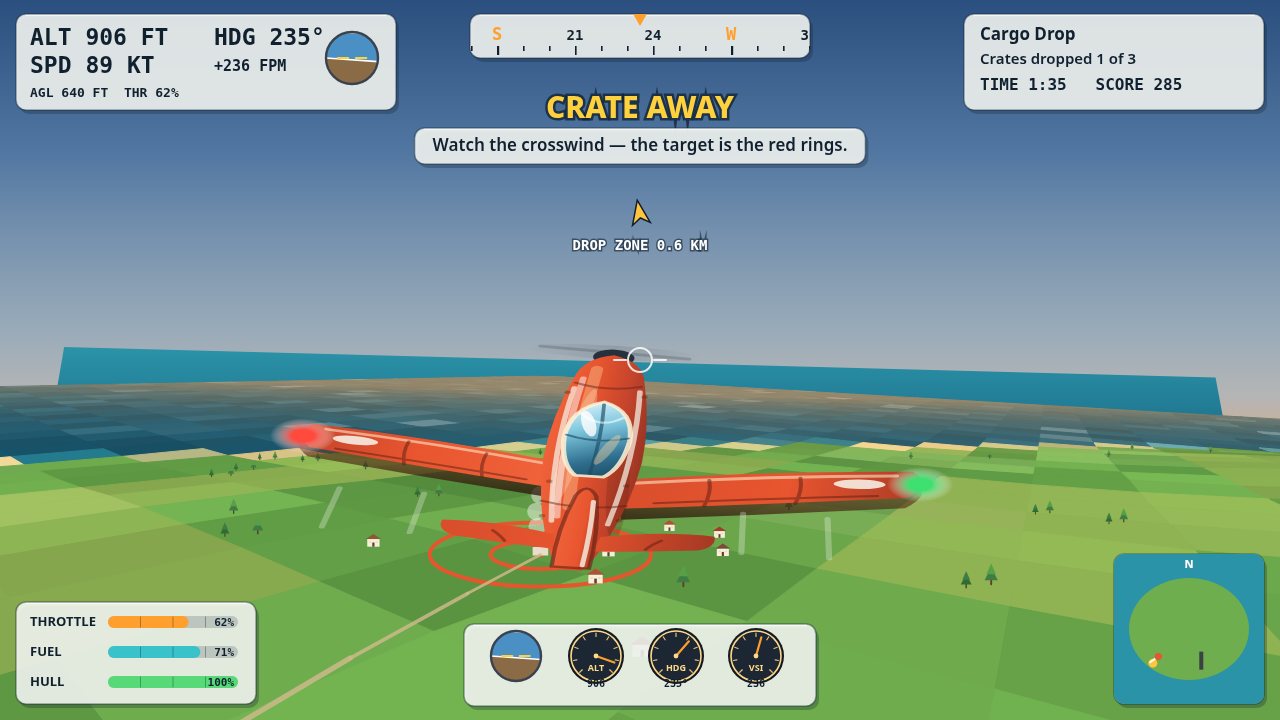 ALT 906 FT
HDG 235°
SPD 89 KT
+236 FPM
AGL 640 FT THR 62%
S 21 24 W 3
Cargo Drop
Crates dropped 1 of 3
TIME 1:35 SCORE 285
CRATE AWAY
Watch the crosswind — the target is the red rings.
DROP ZONE 0.6 KM
THROTTLE 62%
FUEL 71%
HULL 100%
ALT HDG VSI
N